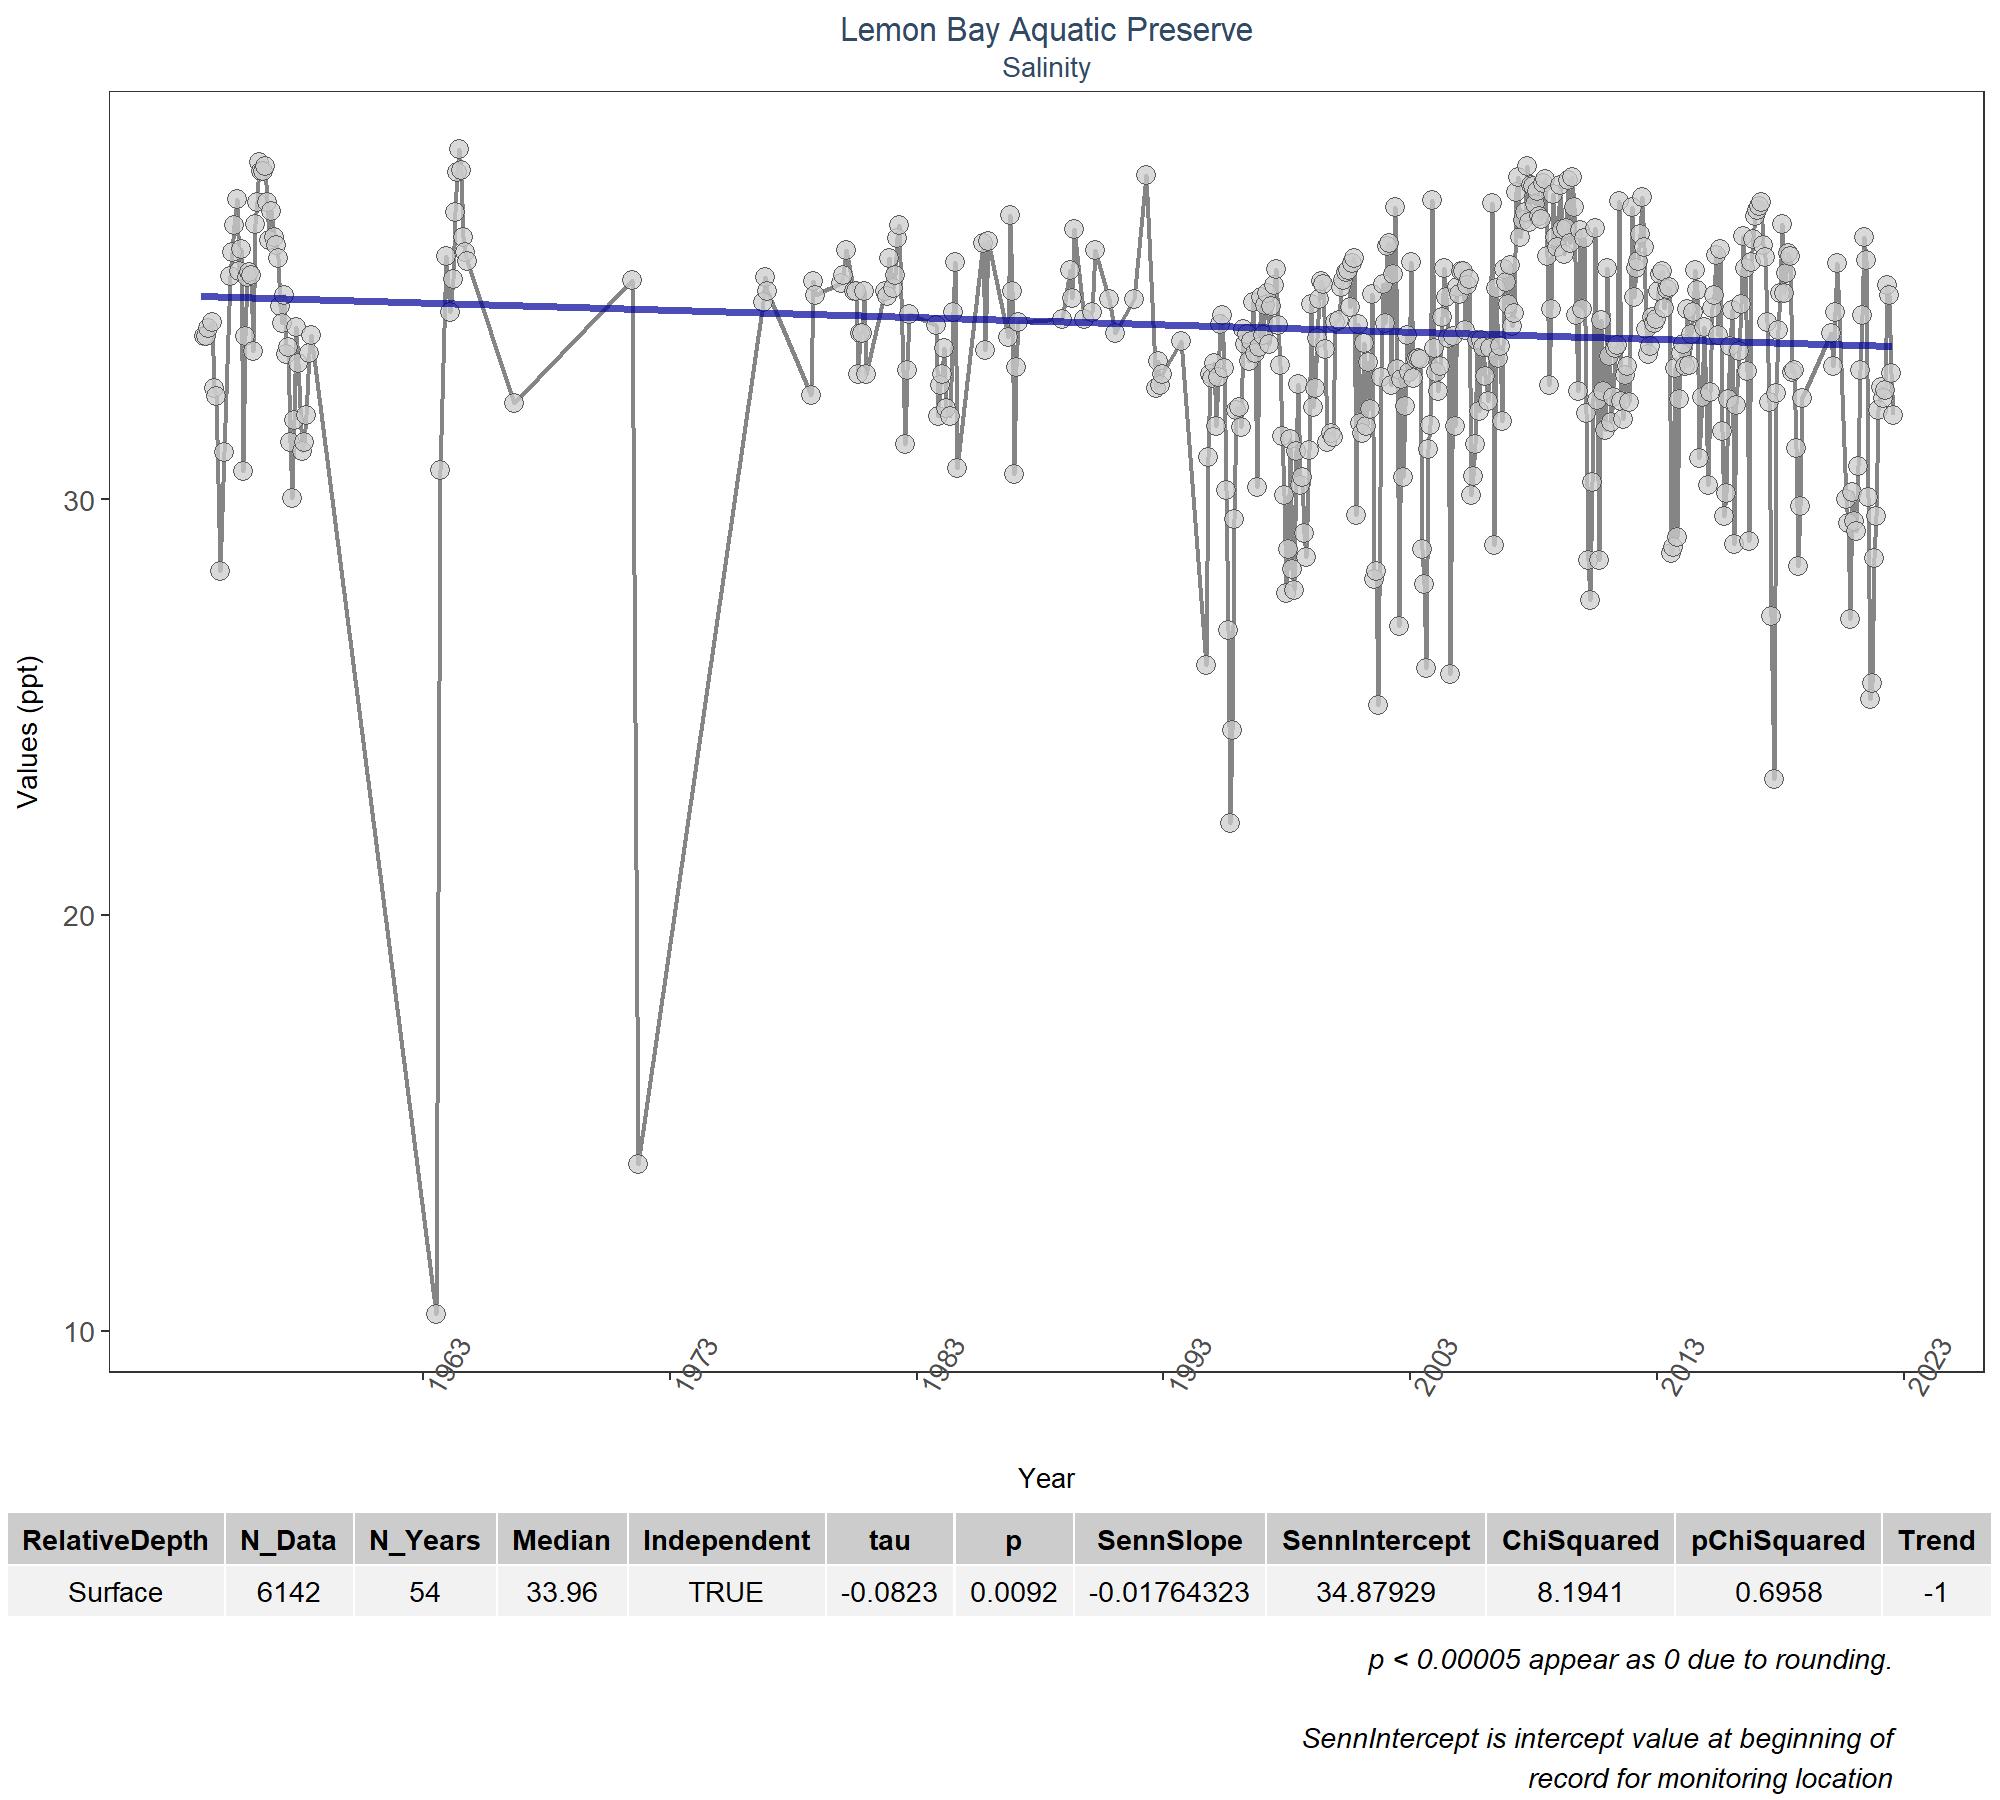 Lemon Bay Aquatic Preserve
Salinity
Values (ppt)
30
20
10
1963 1973 1983 1993 2003 2013 2023
Year
RelativeDepth N_Data N_Years Median Independent tau p SennSlope SennIntercept ChiSquared pChiSquared Trend
Surface 6142 54 33.96 TRUE -0.0823 0.0092 -0.01764323 34.87929 8.1941 0.6958 -1
p < 0.00005 appear as 0 due to rounding.
SennIntercept is intercept value at beginning of
record for monitoring location